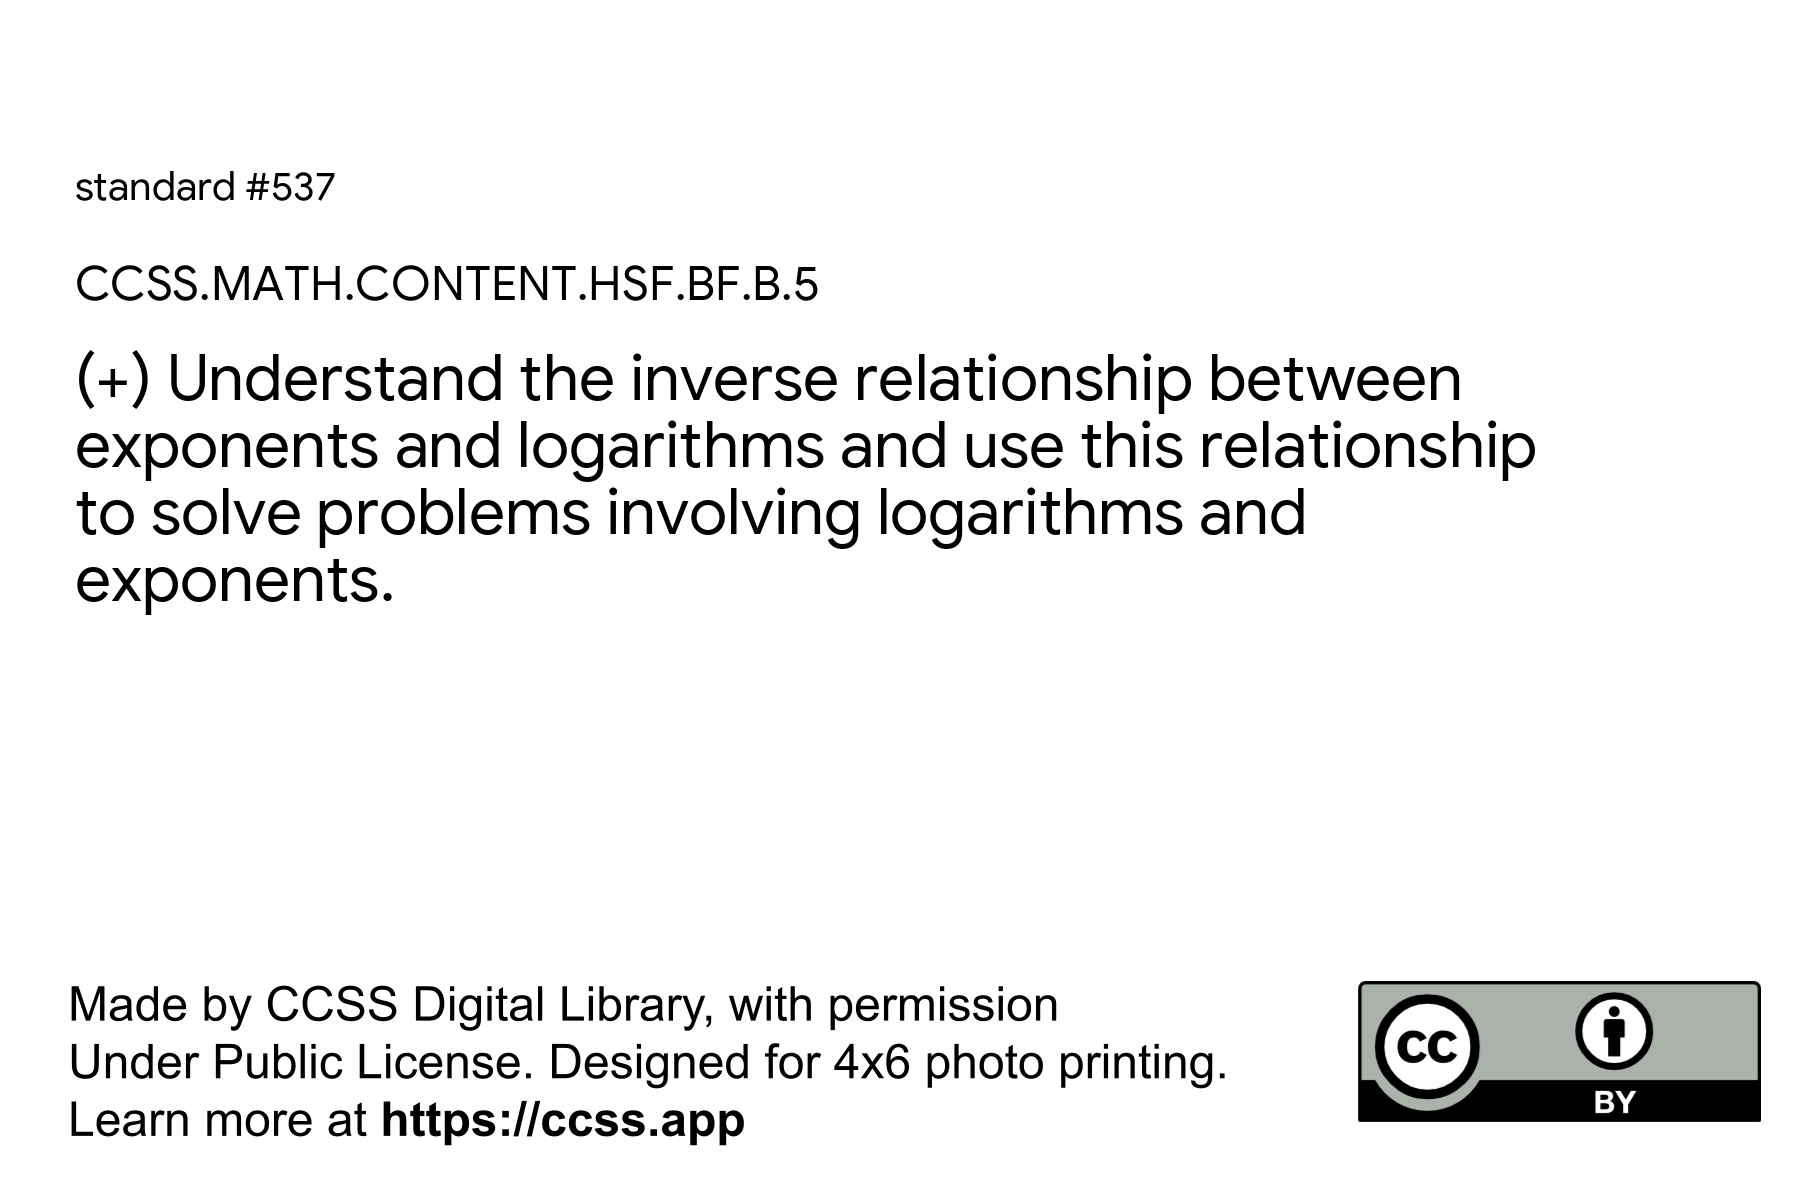 standard #537
CCSS.MATH.CONTENT.HSF.BF.B.5
(+) Understand the inverse relationship between
exponents and logarithms and use this relationship
to solve problems involving logarithms and
exponents.
Made by CCSS Digital Library, with permission
Under Public License. Designed for 4x6 photo printing.
Learn more at https://ccss.app
cc
BY